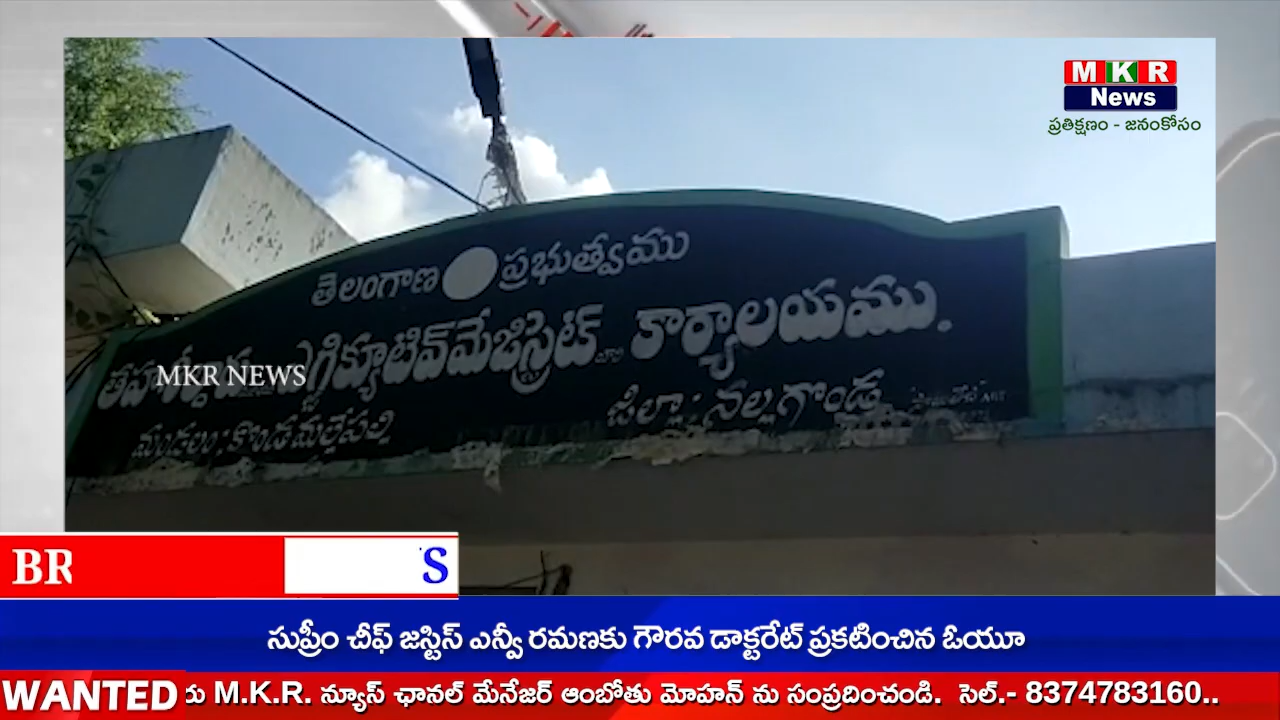 M K R
News
ప్రతిక్షణం - జనంకోసం
తెలంగాణ ప్రభుత్వము
తహశీల్దారు ఎగ్జిక్యూటివ్‌మేజిస్ట్రేట్ కార్యాలయము.
మండలం: కొండమల్లేపల్లి జిల్లా: నల్లగొండ
MKR NEWS
BR S
సుప్రీం చీఫ్ జస్టిస్ ఎన్వీ రమణకు గౌరవ డాక్టరేట్ ప్రకటించిన ఓయూ
WANTED రు M.K.R. న్యూస్ ఛానల్ మేనేజర్ ఆంబోతు మోహన్ ను సంప్రదించండి. సెల్.- 8374783160..